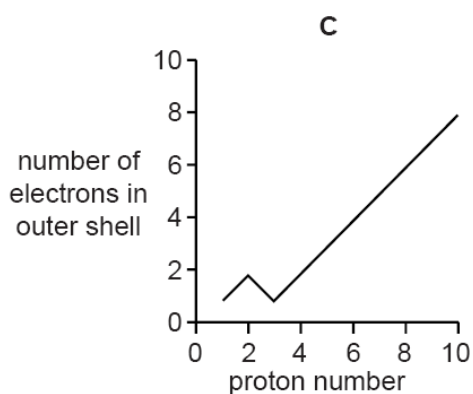 C
10
8
number of
6
electrons in
4
outer shell
2
0
0 2 4 6 8 10
proton number